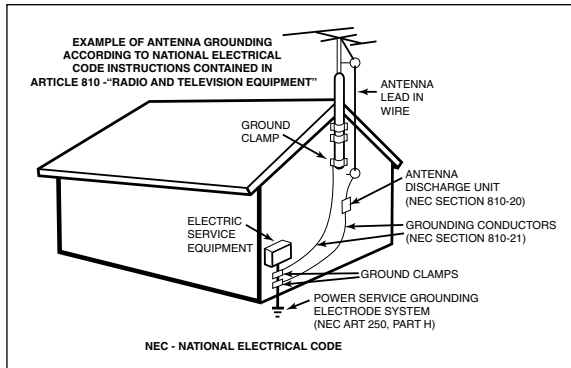 EXAMPLE OF ANTENNA GROUNDING
ACCORDING TO NATIONAL ELECTRICAL
CODE INSTRUCTIONS CONTAINED IN
ARTICLE 810 -"RADIO AND TELEVISION EQUIPMENT"
ANTENNA
LEAD IN
WIRE
GROUND
CLAMP
ANTENNA
DISCHARGE UNIT
(NEC SECTION 810-20)
ELECTRIC
SERVICE
EQUIPMENT
GROUNDING CONDUCTORS
(NEC SECTION 810-21)
GROUND CLAMPS
POWER SERVICE GROUNDING
ELECTRODE SYSTEM
(NEC ART 250, PART H)
NEC - NATIONAL ELECTRICAL CODE